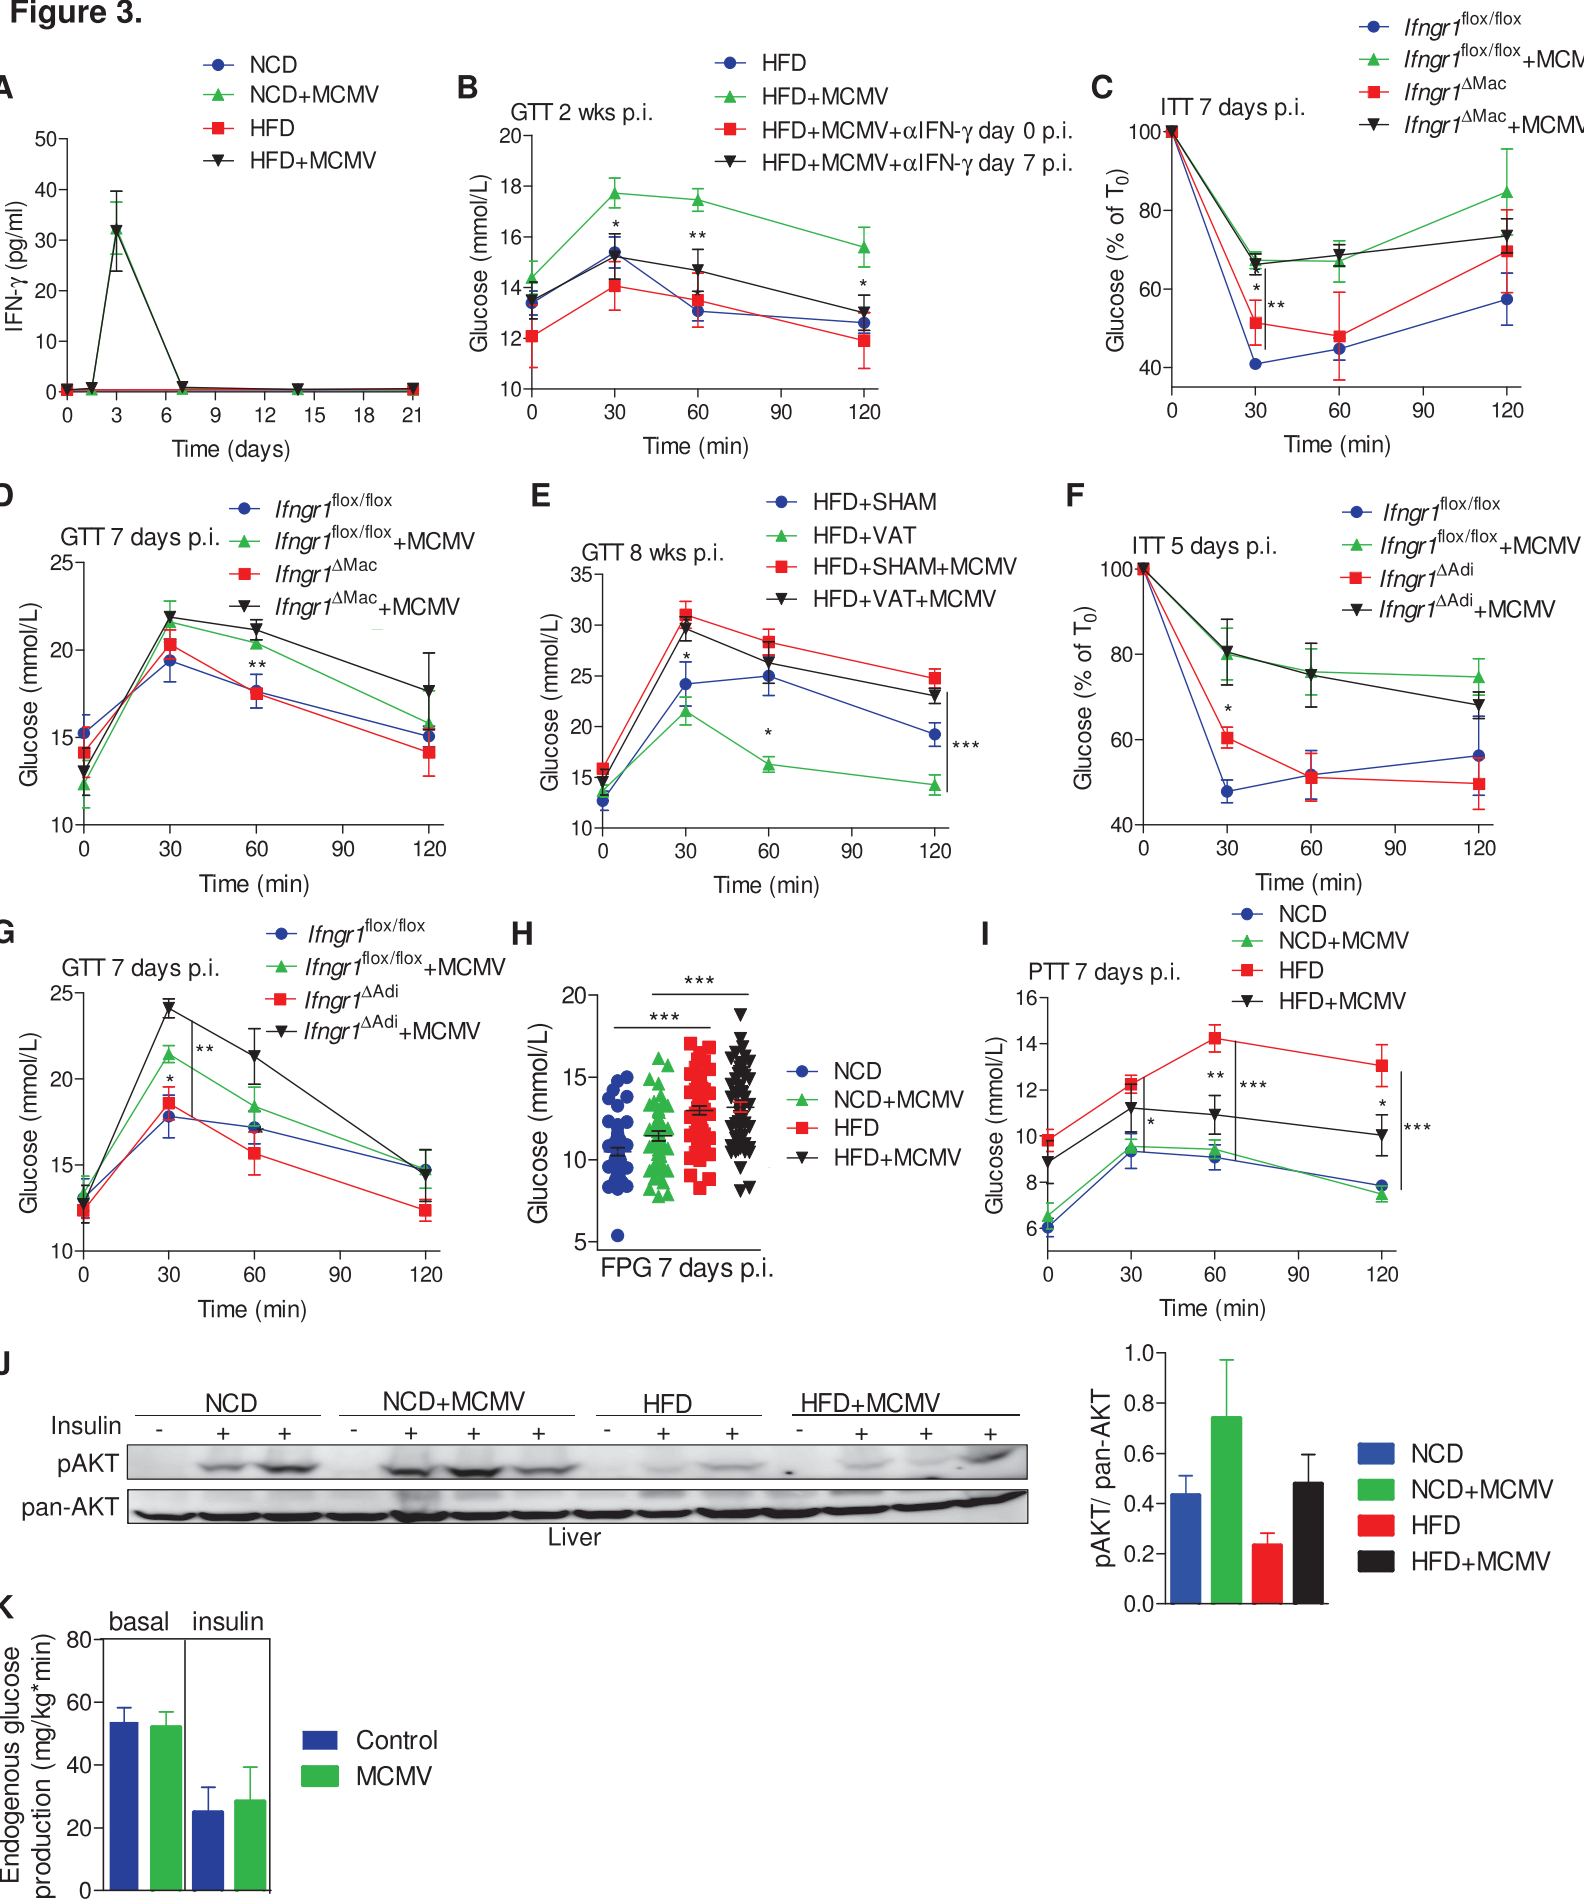 Figure 3.
A
NCD
NCD+MCMV
HFD
HFD+MCMV
IFN-γ (pg/ml)
50
40
30
20
10
0
0 3 6 9 12 15 18 21
Time (days)
B
GTT 2 wks p.i.
HFD
HFD+MCMV
HFD+MCMV+αIFN-γ day 0 p.i.
HFD+MCMV+αIFN-γ day 7 p.i.
Glucose (mmol/L)
20
18
16
14
12
10
*
**
*
0 30 60 90 120
Time (min)
C
ITT 7 days p.i.
Ifngr1flox/flox
Ifngr1flox/flox+MCM
Ifngr1ΔMac
Ifngr1ΔMac+MCMV
Glucose (% of T0)
100
80
60
40
*
*
**
0 30 60 90 120
Time (min)
D
GTT 7 days p.i.
Ifngr1flox/flox
Ifngr1flox/flox+MCMV
Ifngr1ΔMac
Ifngr1ΔMac+MCMV
Glucose (mmol/L)
25
20
15
10
**
0 30 60 90 120
Time (min)
E
GTT 8 wks p.i.
HFD+SHAM
HFD+VAT
HFD+SHAM+MCMV
HFD+VAT+MCMV
Glucose (mmol/L)
35
30
25
20
15
10
*
*
***
0 30 60 90 120
Time (min)
F
ITT 5 days p.i.
Ifngr1flox/flox
Ifngr1flox/flox+MCMV
Ifngr1ΔAdi
Ifngr1ΔAdi+MCMV
Glucose (% of T0)
100
80
60
40
*
0 30 60 90 120
Time (min)
G
GTT 7 days p.i.
Ifngr1flox/flox
Ifngr1flox/flox+MCMV
Ifngr1ΔAdi
Ifngr1ΔAdi+MCMV
Glucose (mmol/L)
25
20
15
10
*
**
0 30 60 90 120
Time (min)
H
Glucose (mmol/L)
20
15
10
5
***
***
FPG 7 days p.i.
NCD
NCD+MCMV
HFD
HFD+MCMV
I
PTT 7 days p.i.
NCD
NCD+MCMV
HFD
HFD+MCMV
Glucose (mmol/L)
16
14
12
10
8
6
*
**
***
*
***
0 30 60 90 120
Time (min)
J
NCD NCD+MCMV HFD HFD+MCMV
Insulin - + + - + + + - + + - + + +
pAKT
pan-AKT
Liver
pAKT/ pan-AKT
1.0
0.8
0.6
0.4
0.2
0.0
NCD
NCD+MCMV
HFD
HFD+MCMV
K
basal insulin
Endogenous glucose
production (mg/kg*min)
80
60
40
20
0
Control
MCMV